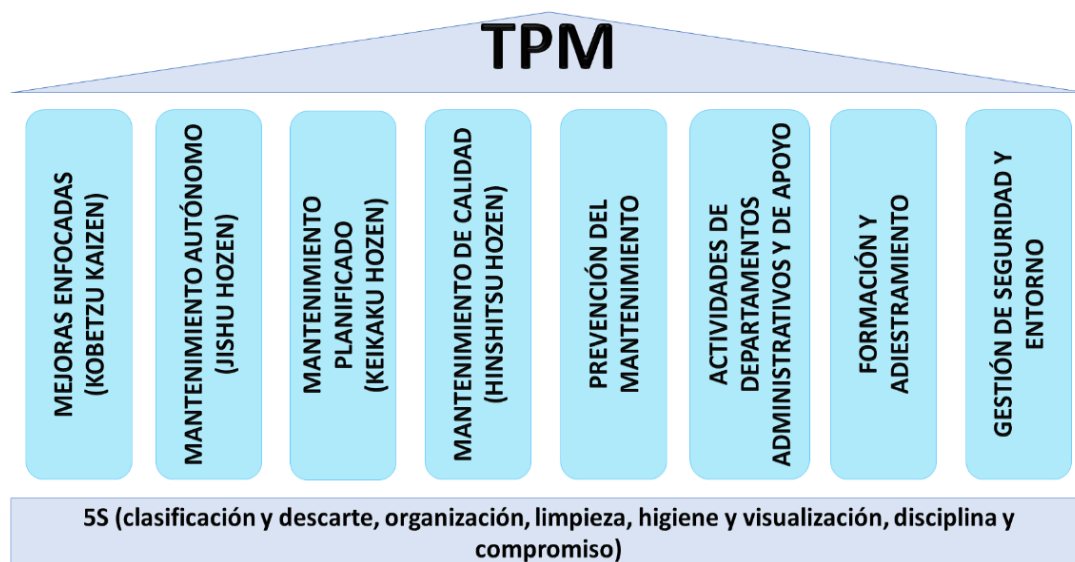 TPM
MEJORAS ENFOCADAS
(KOBETZU KAIZEN)
MANTENIMIENTO AUTÓNOMO
(JISHU HOZEN)
MANTENIMIENTO
PLANIFICADO
(KEIKAKU HOZEN)
MANTENIMIENTO DE CALIDAD
(HINSHITSU HOZEN)
PREVENCIÓN DEL
MANTENIMIENTO
ACTIVIDADES DE
DEPARTAMENTOS
ADMINISTRATIVOS Y DE APOYO
FORMACIÓN Y
ADIESTRAMIENTO
GESTIÓN DE SEGURIDAD Y
ENTORNO
5S (clasificación y descarte, organización, limpieza, higiene y visualización, disciplina y
compromiso)